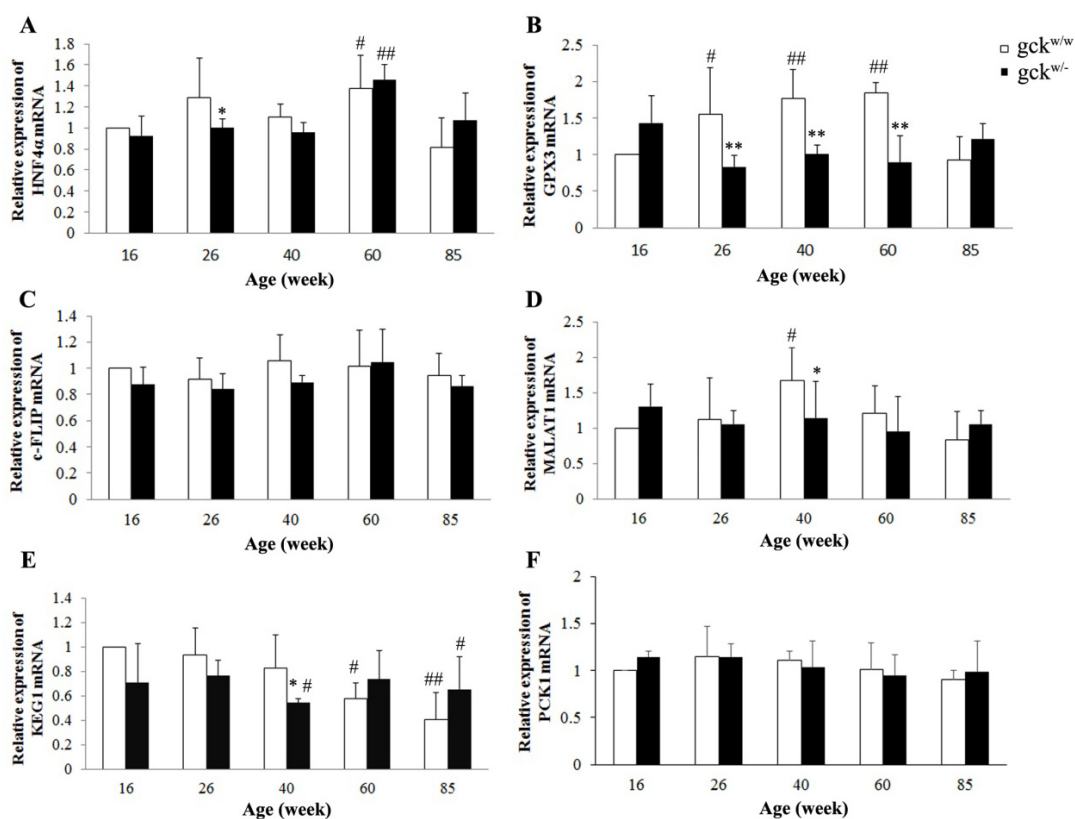 A
Relative expression of
HNF4α mRNA
1.8
1.6
1.4
1.2
1
0.8
0.6
0.4
0.2
0
*
#
##
16 26 40 60 85
Age (week)
B
Relative expression of
GPX3 mRNA
2.5
2
1.5
1
0.5
0
#
**
##
**
##
**
16 26 40 60 85
Age (week)
gck^w/w
gck^w/-
C
Relative expression of
c-FLIP mRNA
1.4
1.2
1
0.8
0.6
0.4
0.2
0
16 26 40 60 85
Age (week)
D
Relative expression of
MALAT1 mRNA
2.5
2
1.5
1
0.5
0
#
*
16 26 40 60 85
Age (week)
E
Relative expression of
KEG1 mRNA
1.4
1.2
1
0.8
0.6
0.4
0.2
0
* #
#
##
#
16 26 40 60 85
Age (week)
F
Relative expression of
PCK1 mRNA
2
1.5
1
0.5
0
16 26 40 60 85
Age (week)